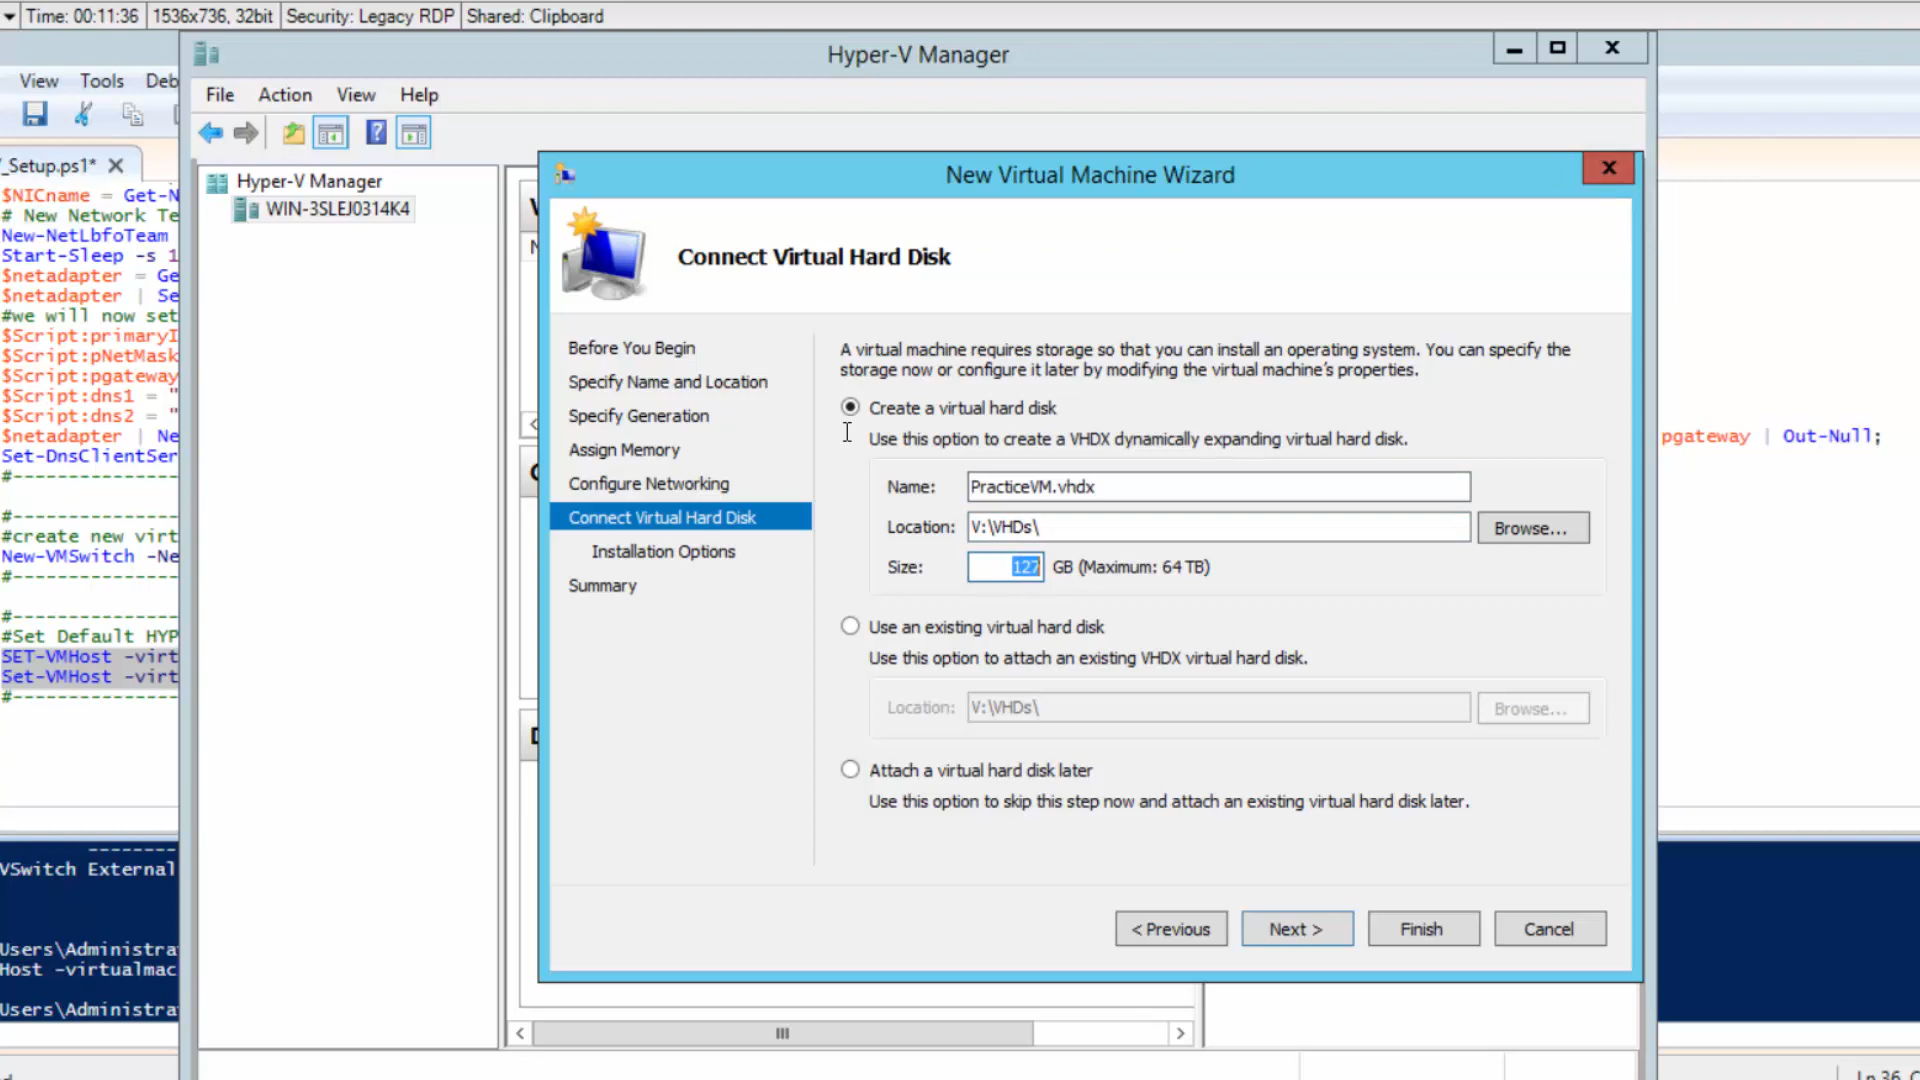 Time: 00:11:36 1536x736, 32bit Security: Legacy RDP Shared: Clipboard
Hyper-V Manager
View Tools Deb
File Action View Help
_Setup.ps1*
Hyper-V Manager
WIN-3SLEJ0314K4
New Virtual Machine Wizard
Connect Virtual Hard Disk
$NICname = Get-N
# New Network Te
New-NetLbfoTeam
Start-Sleep -s 1
$netadapter = Ge
$netadapter | Se
#we will now set
$Script:primaryI
$Script:pNetMask
$Script:pgateway
$Script:dns1 = "
$Script:dns2 = "
$netadapter | Ne
pgateway | Out-Null;
Set-DnsClientSer
#---------------
#---------------
#create new virt
New-VMSwitch -Ne
#---------------
#---------------
#Set Default HYP
SET-VMHost -virt
Set-VMHost -virt
#---------------
Before You Begin
Specify Name and Location
Specify Generation
Assign Memory
Configure Networking
Connect Virtual Hard Disk
Installation Options
Summary
A virtual machine requires storage so that you can install an operating system. You can specify the
storage now or configure it later by modifying the virtual machine's properties.
Create a virtual hard disk
Use this option to create a VHDX dynamically expanding virtual hard disk.
Name: PracticeVM.vhdx
Location: V:\VHDs\ Browse...
Size: 127 GB (Maximum: 64 TB)
Use an existing virtual hard disk
Use this option to attach an existing VHDX virtual hard disk.
Location: V:\VHDs\ Browse...
Attach a virtual hard disk later
Use this option to skip this step now and attach an existing virtual hard disk later.
< Previous Next > Finish Cancel
--------
VSwitch External
Users\Administra
Host -virtualmac
Users\Administra
Ln 36